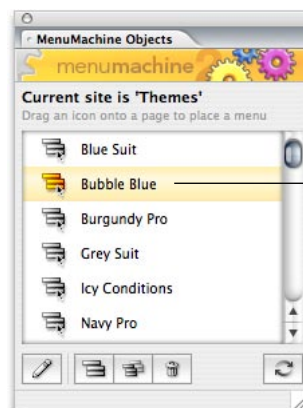 MenuMachine Objects
menumachine
Current site is 'Themes'
Drag an icon onto a page to place a menu
Blue Suit
Bubble Blue
Burgundy Pro
Grey Suit
Icy Conditions
Navy Pro